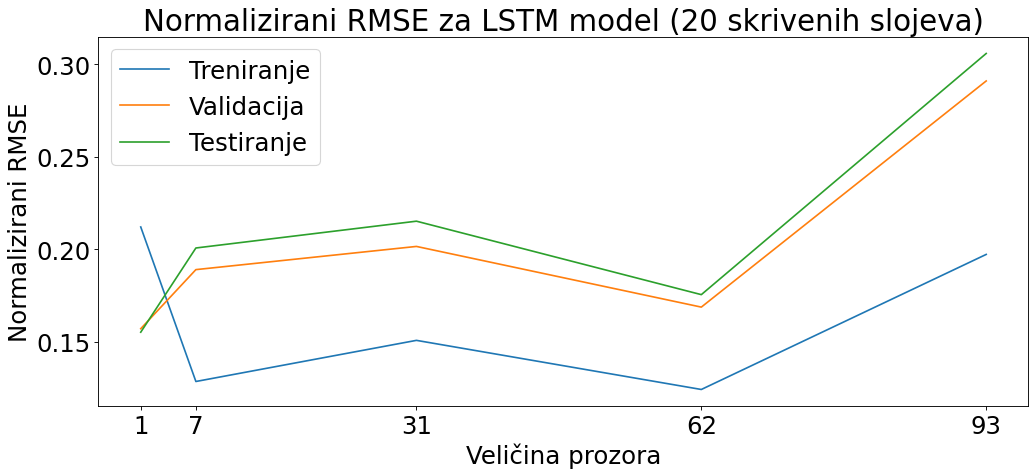 Normalizirani RMSE za LSTM model (20 skrivenih slojeva)
Treniranje
Validacija
Testiranje
Normalizirani RMSE
0.30
0.25
0.20
0.15
1 7 31 62 93
Veličina prozora